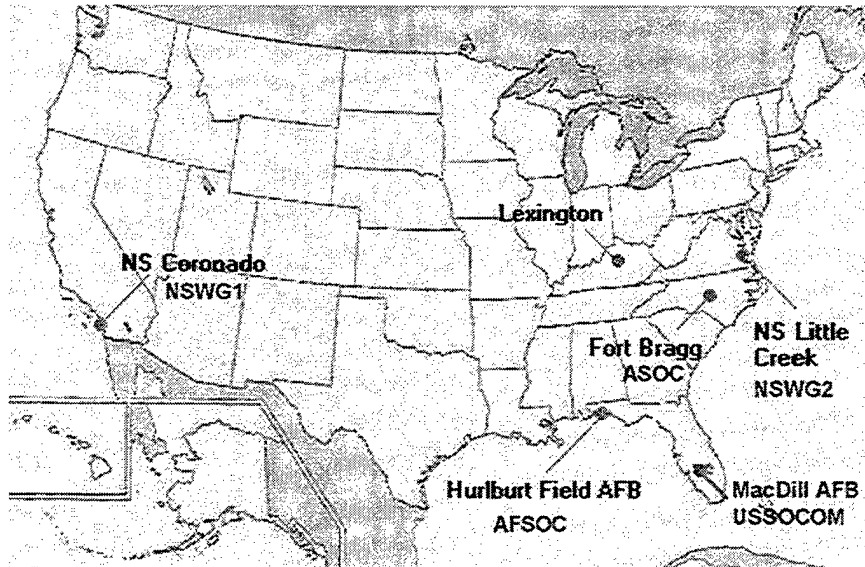 Lexington
NS Coronado
NSWG1
Fort Bragg
ASOC
NS Little
Creek
NSWG2
Hurlburt Field AFB
AFSOC
MacDill AFB
USSOCOM